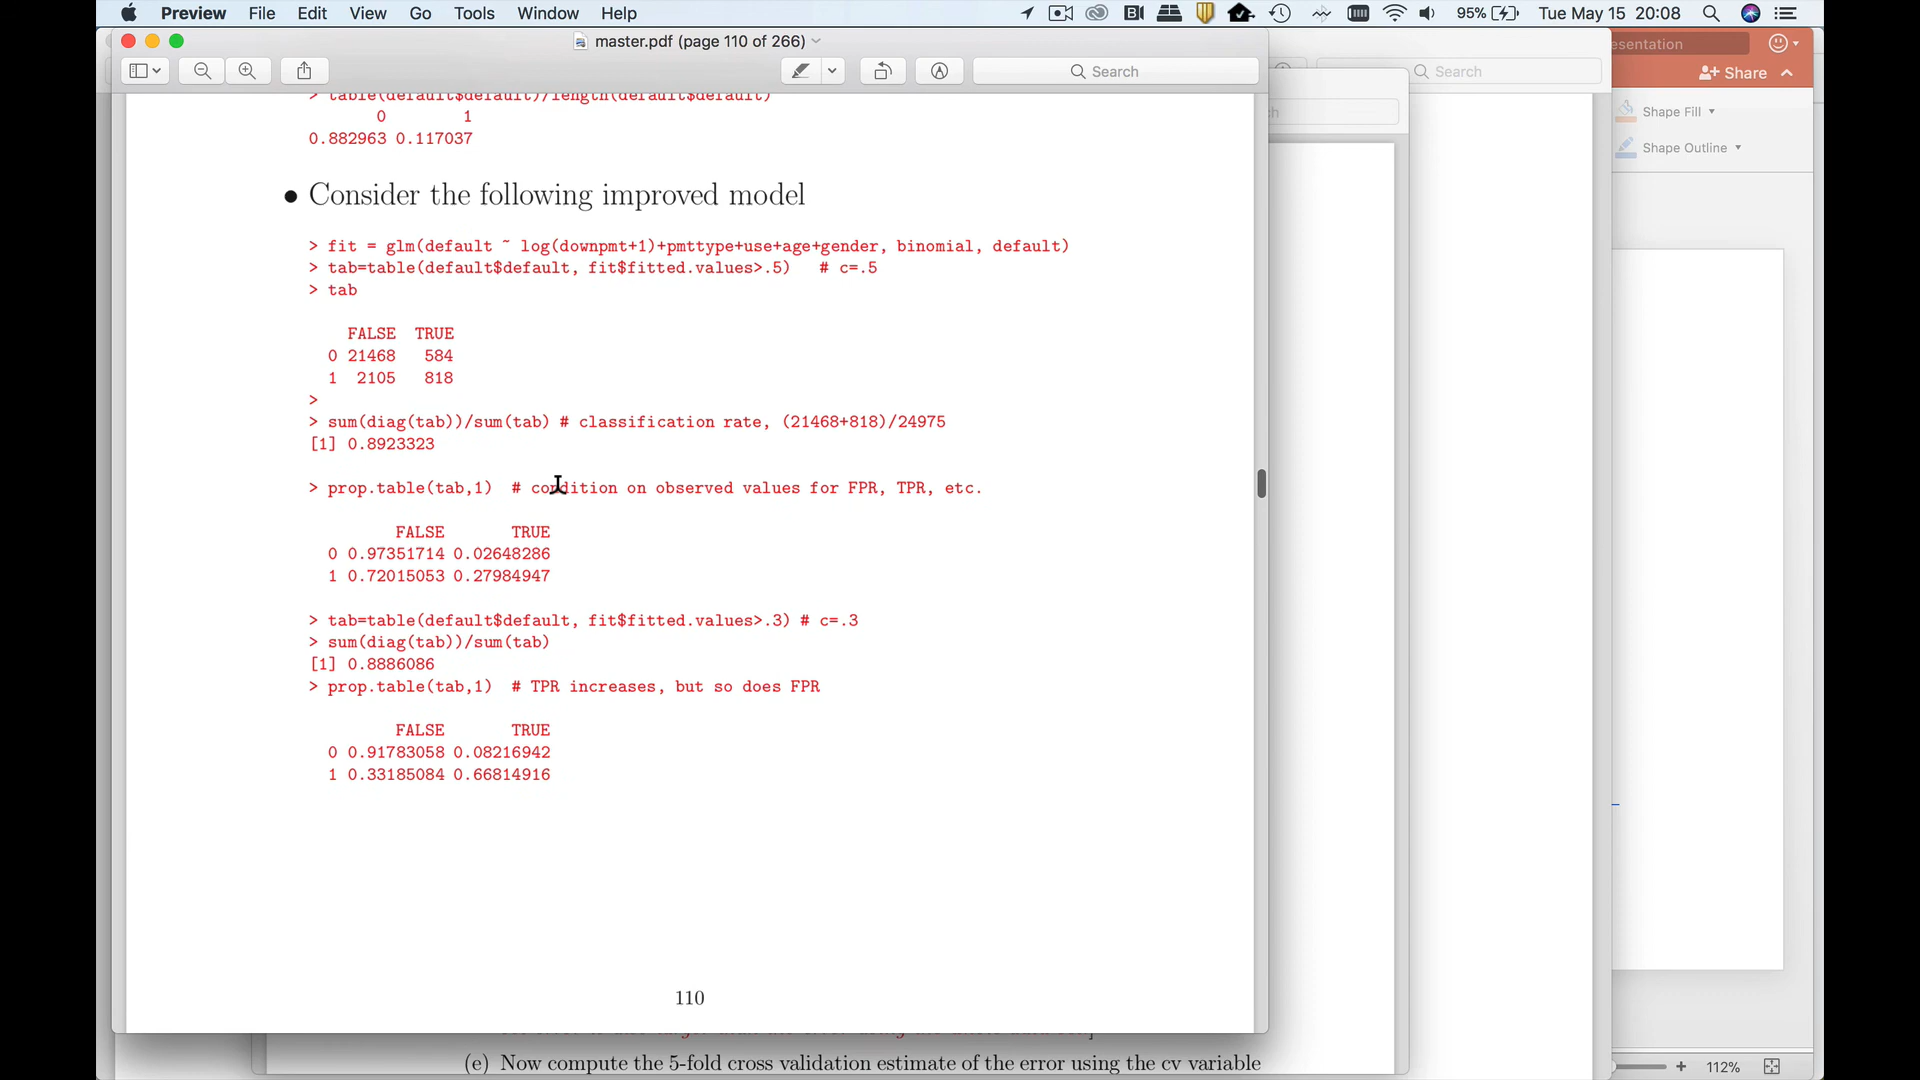 Preview File Edit View Go Tools Window Help 95% Tue May 15 20:08
master.pdf (page 110 of 266)
esentation
Search
Search
Share
Shape Fill
Shape Outline
> table(default$default)/length(default$default)
0 1
0.882963 0.117037
• Consider the following improved model
> fit = glm(default ~ log(downpmt+1)+pmttype+use+age+gender, binomial, default)
> tab=table(default$default, fit$fitted.values>.5) # c=.5
> tab
FALSE TRUE
0 21468 584
1 2105 818
>
> sum(diag(tab))/sum(tab) # classification rate, (21468+818)/24975
[1] 0.8923323
> prop.table(tab,1) # condition on observed values for FPR, TPR, etc.
FALSE TRUE
0 0.97351714 0.02648286
1 0.72015053 0.27984947
> tab=table(default$default, fit$fitted.values>.3) # c=.3
> sum(diag(tab))/sum(tab)
[1] 0.8886086
> prop.table(tab,1) # TPR increases, but so does FPR
FALSE TRUE
0 0.91783058 0.08216942
1 0.33185084 0.66814916
110
(e) Now compute the 5-fold cross validation estimate of the error using the cv variable
112%